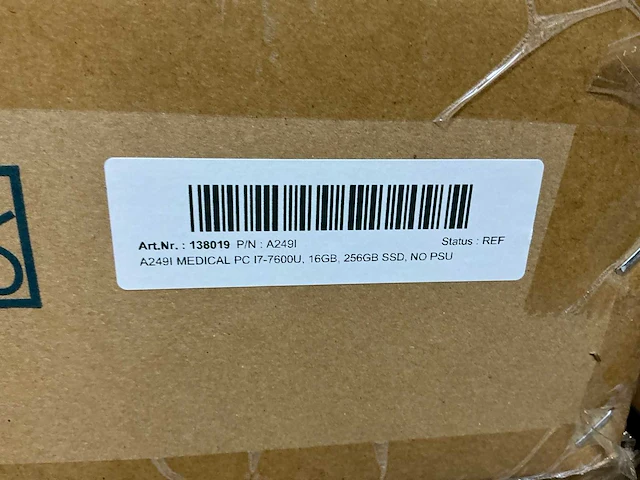 Art.Nr. : 138019 P/N : A249I Status : REF
A249I MEDICAL PC I7-7600U, 16GB, 256GB SSD, NO PSU